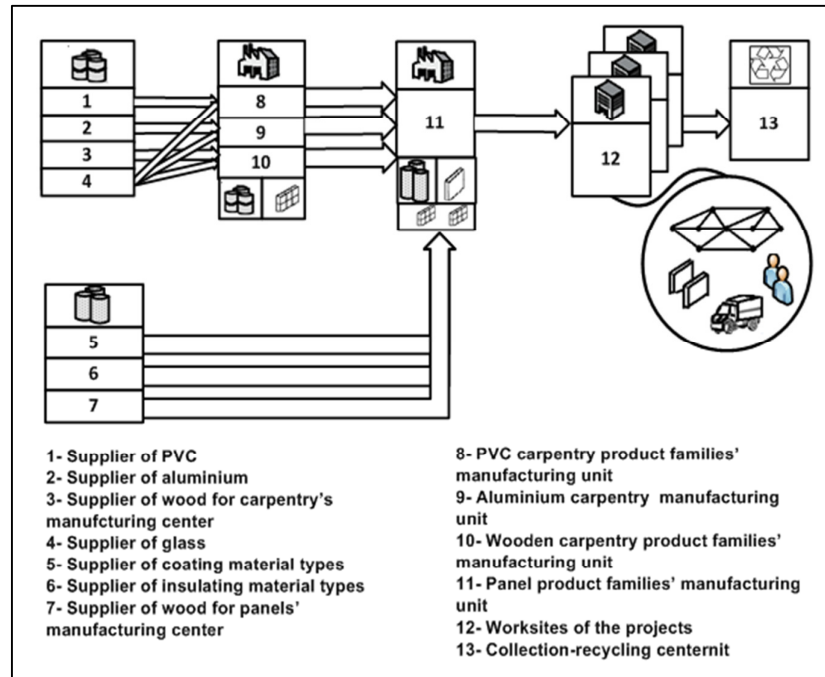 1
2
3
4
8
9
10
11
12
13
5
6
7
1- Supplier of PVC
2- Supplier of aluminium
3- Supplier of wood for carpentry's
manufcturing center
4- Supplier of glass
5- Supplier of coating material types
6- Supplier of insulating material types
7- Supplier of wood for panels'
manufacturing center
8- PVC carpentry product families'
manufacturing unit
9- Aluminium carpentry manufacturing
unit
10- Wooden carpentry product families'
manufacturing unit
11- Panel product families' manufacturing
unit
12- Worksites of the projects
13- Collection-recycling centernit